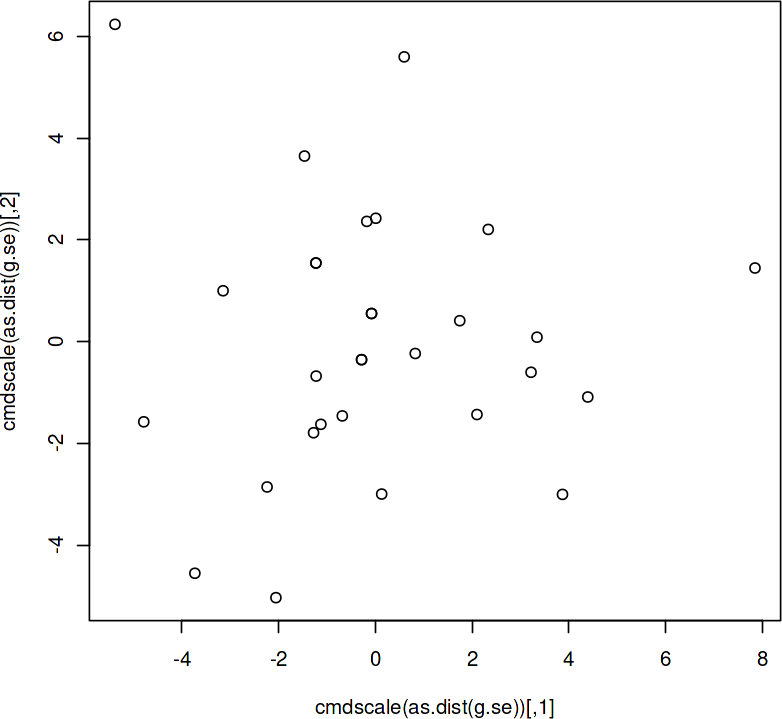 6
4
2
0
-2
-4
cmdscale(as.dist(g.se))[,2]
-4 -2 0 2 4 6 8
cmdscale(as.dist(g.se))[,1]